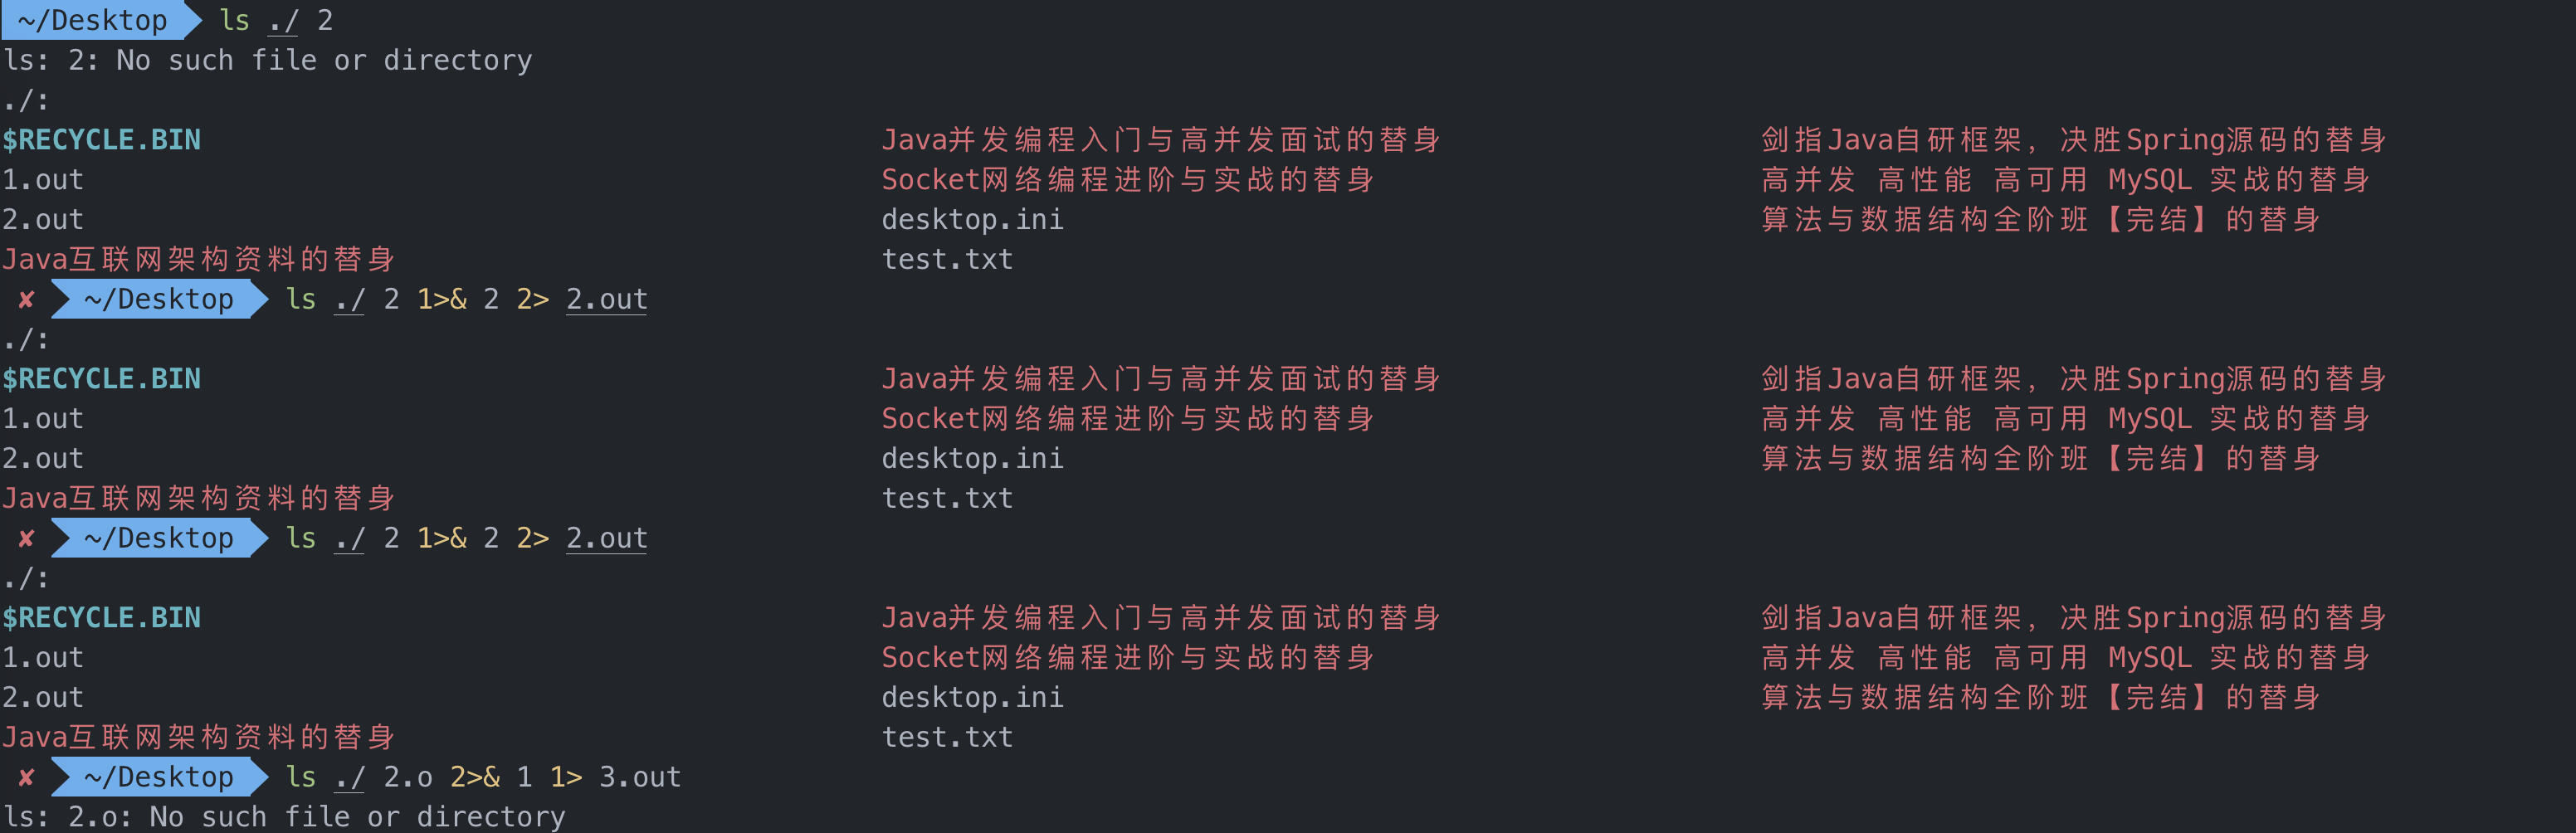 ~/Desktop ls ./ 2
ls: 2: No such file or directory
./:
$RECYCLE.BIN Java并发编程入门与高并发面试的替身 剑指Java自研框架，决胜Spring源码的替身
1.out Socket网络编程进阶与实战的替身 高并发 高性能 高可用 MySQL 实战的替身
2.out desktop.ini 算法与数据结构全阶班【完结】的替身
Java互联网架构资料的替身 test.txt
✘ ~/Desktop ls ./ 2 1>& 2 2> 2.out
./:
$RECYCLE.BIN Java并发编程入门与高并发面试的替身 剑指Java自研框架，决胜Spring源码的替身
1.out Socket网络编程进阶与实战的替身 高并发 高性能 高可用 MySQL 实战的替身
2.out desktop.ini 算法与数据结构全阶班【完结】的替身
Java互联网架构资料的替身 test.txt
✘ ~/Desktop ls ./ 2 1>& 2 2> 2.out
./:
$RECYCLE.BIN Java并发编程入门与高并发面试的替身 剑指Java自研框架，决胜Spring源码的替身
1.out Socket网络编程进阶与实战的替身 高并发 高性能 高可用 MySQL 实战的替身
2.out desktop.ini 算法与数据结构全阶班【完结】的替身
Java互联网架构资料的替身 test.txt
✘ ~/Desktop ls ./ 2.o 2>& 1 1> 3.out
ls: 2.o: No such file or directory